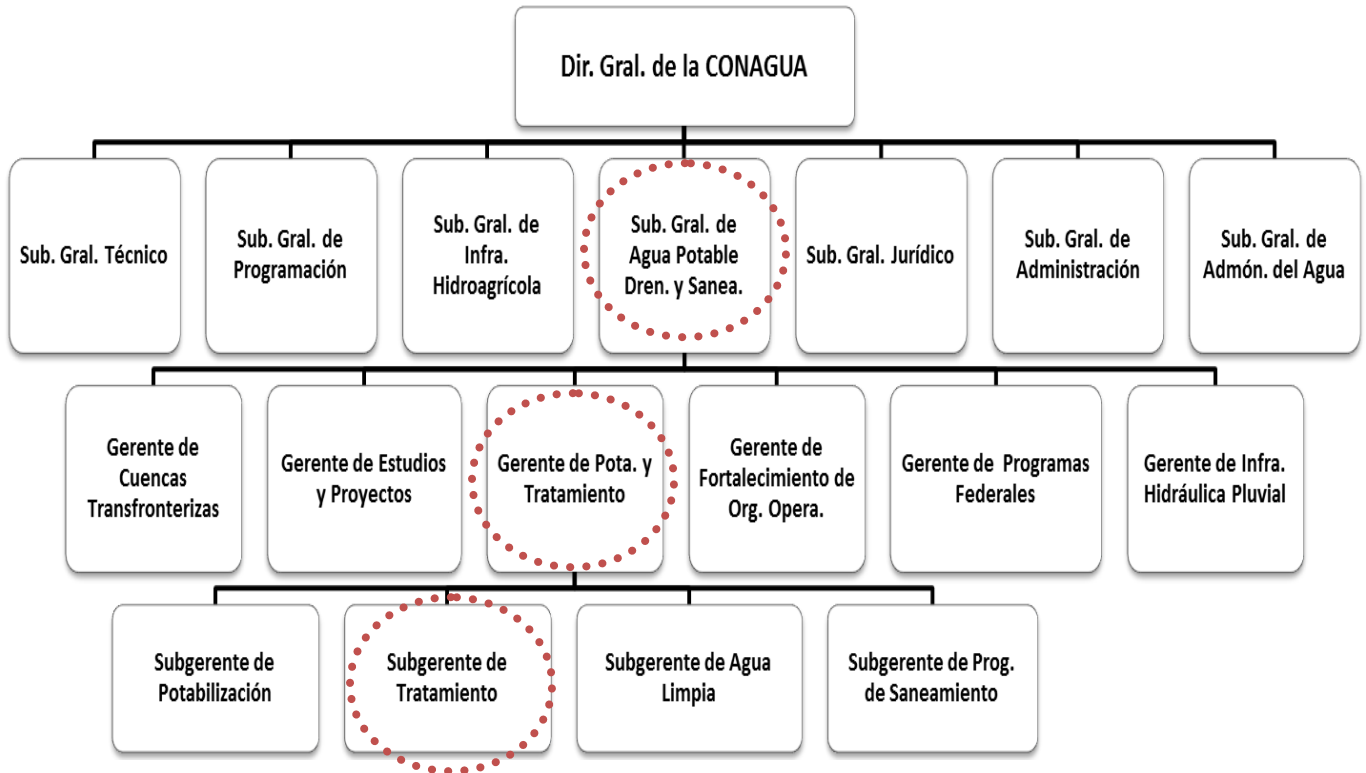 Dir. Gral. de la CONAGUA
Sub. Gral. Técnico
Sub. Gral. de
Programación
Sub. Gral. de
Infra.
Hidroagrícola
Sub. Gral. de
Agua Potable
Dren. y Sanea.
Sub. Gral. Jurídico
Sub. Gral. de
Administración
Sub. Gral. de
Admón. del Agua
Gerente de
Cuencas
Transfronterizas
Gerente de Estudios
y Proyectos
Gerente de Pota. y
Tratamiento
Gerente de
Fortalecimiento de
Org. Opera.
Gerente de Programas
Federales
Gerente de Infra.
Hidráulica Pluvial
Subgerente de
Potabilización
Subgerente de
Tratamiento
Subgerente de Agua
Limpia
Subgerente de Prog.
de Saneamiento